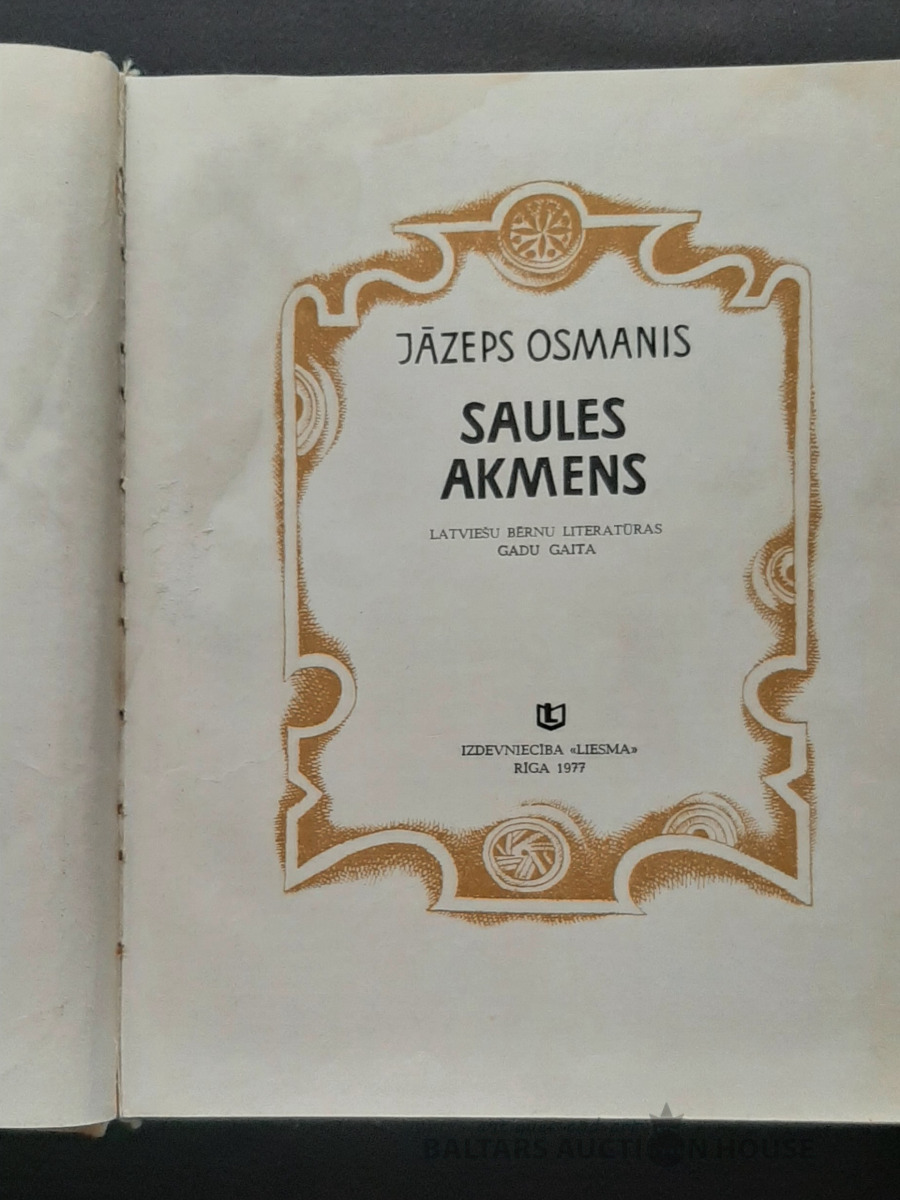 JĀZEPS OSMANIS
SAULES
AKMENS
LATVIEŠU BĒRNU LITERATŪRAS
GADU GAITA
IZDEVNIECĪBA «LIESMA»
RĪGA 1977
BALTARS AUCTION HOUSE